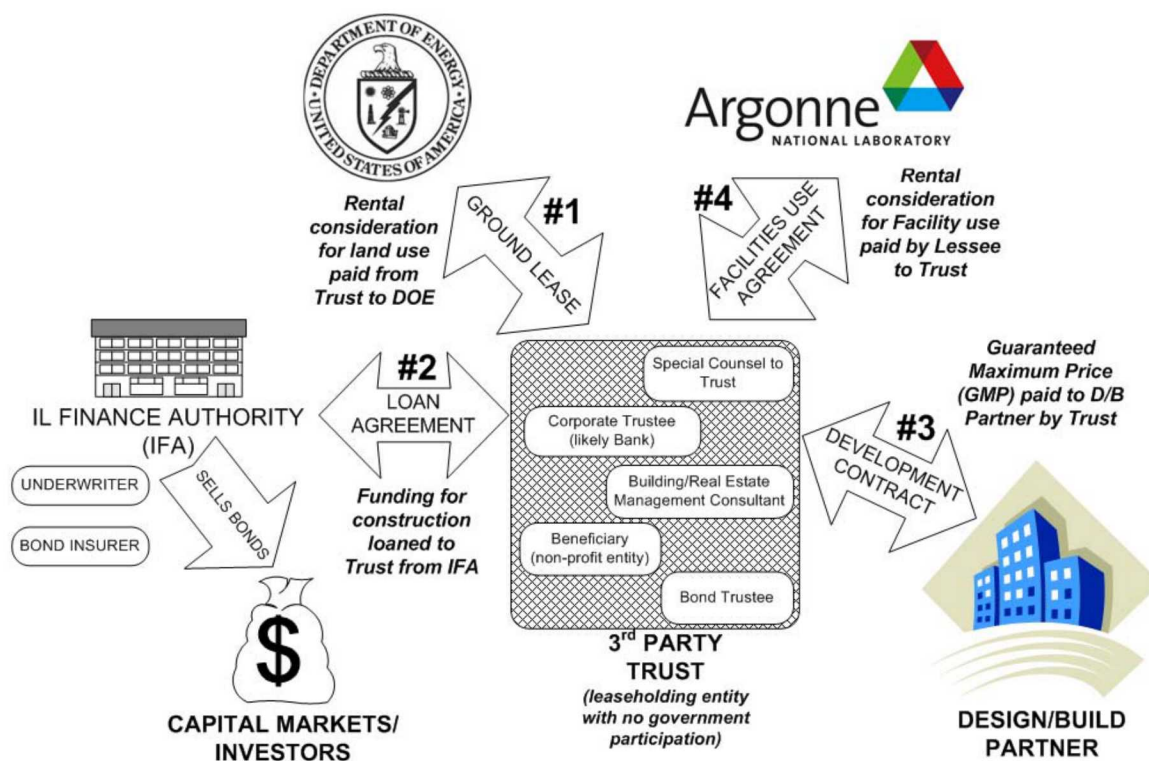 DEPARTMENT OF ENERGY
UNITED STATES OF AMERICA
Argonne
NATIONAL LABORATORY
Rental
consideration
for land use
paid from
Trust to DOE
#1
GROUND LEASE
#4
FACILITIES USE
AGREEMENT
Rental
consideration
for Facility use
paid by Lessee
to Trust
IL FINANCE AUTHORITY
(IFA)
UNDERWRITER
BOND INSURER
SELLS BONDS
#2
LOAN
AGREEMENT
Funding for
construction
loaned to
Trust from IFA
Special Counsel to
Trust
Corporate Trustee
(likely Bank)
Building/Real Estate
Management Consultant
Beneficiary
(non-profit entity)
Bond Trustee
3rd PARTY
TRUST
(leaseholding entity
with no government
participation)
#3
DEVELOPMENT
CONTRACT
Guaranteed
Maximum Price
(GMP) paid to D/B
Partner by Trust
$
CAPITAL MARKETS/
INVESTORS
DESIGN/BUILD
PARTNER